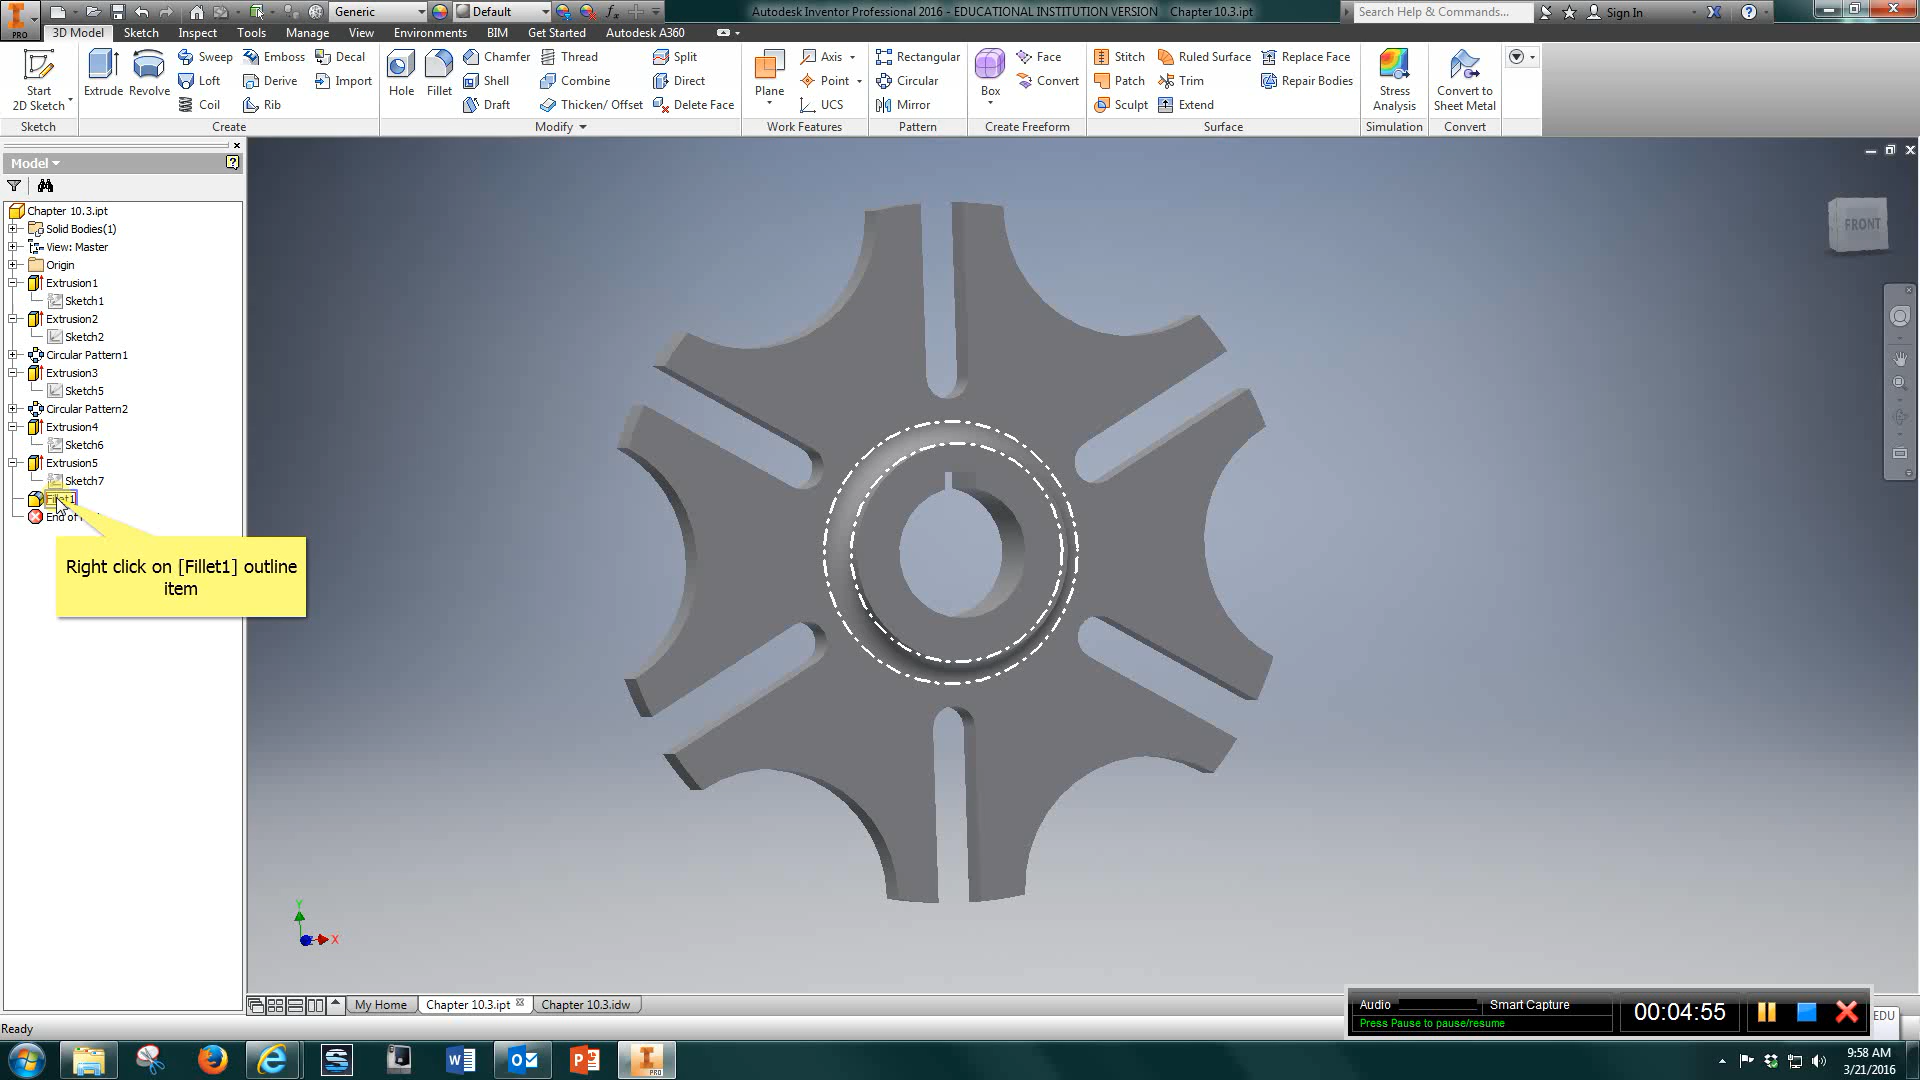 PRO
Generic
Default
Autodesk Inventor Professional 2016 - EDUCATIONAL INSTITUTION VERSION Chapter 10.3.ipt
Search Help & Commands...
Sign In
3D Model Sketch Inspect Tools Manage View Environments BIM Get Started Autodesk A360
Start
2D Sketch
Extrude
Revolve
Sweep
Loft
Coil
Emboss
Derive
Rib
Decal
Import
Hole
Fillet
Chamfer
Shell
Draft
Thread
Combine
Thicken/ Offset
Split
Direct
Delete Face
Plane
Axis
Point
UCS
Rectangular
Circular
Mirror
Box
Face
Convert
Stitch
Patch
Sculpt
Ruled Surface
Trim
Extend
Replace Face
Repair Bodies
Stress
Analysis
Convert to
Sheet Metal
Sketch
Create
Modify
Work Features
Pattern
Create Freeform
Surface
Simulation
Convert
Model
Chapter 10.3.ipt
Solid Bodies(1)
View: Master
Origin
Extrusion1
Sketch1
Extrusion2
Sketch2
Circular Pattern1
Extrusion3
Sketch5
Circular Pattern2
Extrusion4
Sketch6
Extrusion5
Sketch7
Fillet1
End of
Right click on [Fillet1] outline
item
FRONT
Y
X
My Home
Chapter 10.3.ipt
Chapter 10.3.idw
Ready
Audio
Smart Capture
Press Pause to pause/resume
00:04:55
EDU
9:58 AM
3/21/2016